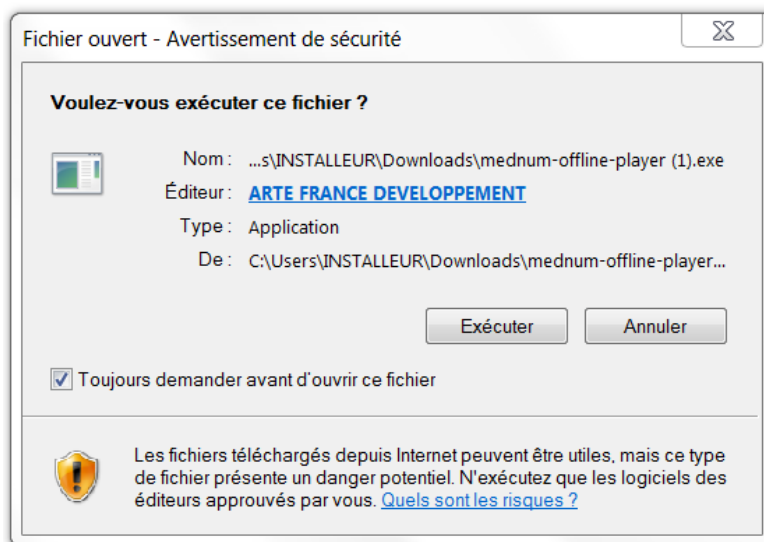 Fichier ouvert - Avertissement de sécurité
Voulez-vous exécuter ce fichier ?
Nom : ...s\INSTALLEUR\Downloads\mednum-offline-player (1).exe
Éditeur : ARTE FRANCE DEVELOPPEMENT
Type : Application
De : C:\Users\INSTALLEUR\Downloads\mednum-offline-player...
Exécuter Annuler
Toujours demander avant d'ouvrir ce fichier
Les fichiers téléchargés depuis Internet peuvent être utiles, mais ce type
de fichier présente un danger potentiel. N'exécutez que les logiciels des
éditeurs approuvés par vous. Quels sont les risques ?